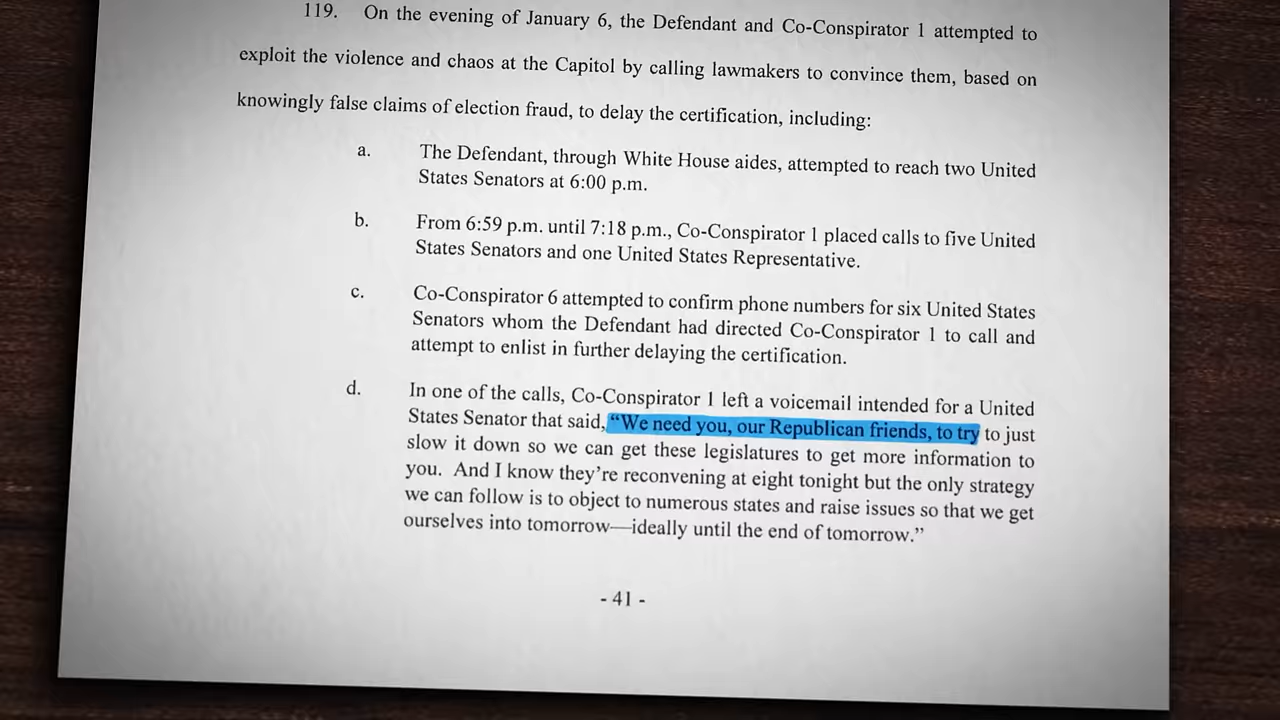 119. On the evening of January 6, the Defendant and Co-Conspirator 1 attempted to
exploit the violence and chaos at the Capitol by calling lawmakers to convince them, based on
knowingly false claims of election fraud, to delay the certification, including:
a. The Defendant, through White House aides, attempted to reach two United
States Senators at 6:00 p.m.
b. From 6:59 p.m. until 7:18 p.m., Co-Conspirator 1 placed calls to five United
States Senators and one United States Representative.
c. Co-Conspirator 6 attempted to confirm phone numbers for six United States
Senators whom the Defendant had directed Co-Conspirator 1 to call and
attempt to enlist in further delaying the certification.
d. In one of the calls, Co-Conspirator 1 left a voicemail intended for a United
States Senator that said, “We need you, our Republican friends, to try to just
slow it down so we can get these legislatures to get more information to
you. And I know they’re reconvening at eight tonight but the only strategy
we can follow is to object to numerous states and raise issues so that we get
ourselves into tomorrow—ideally until the end of tomorrow.”
- 41 -